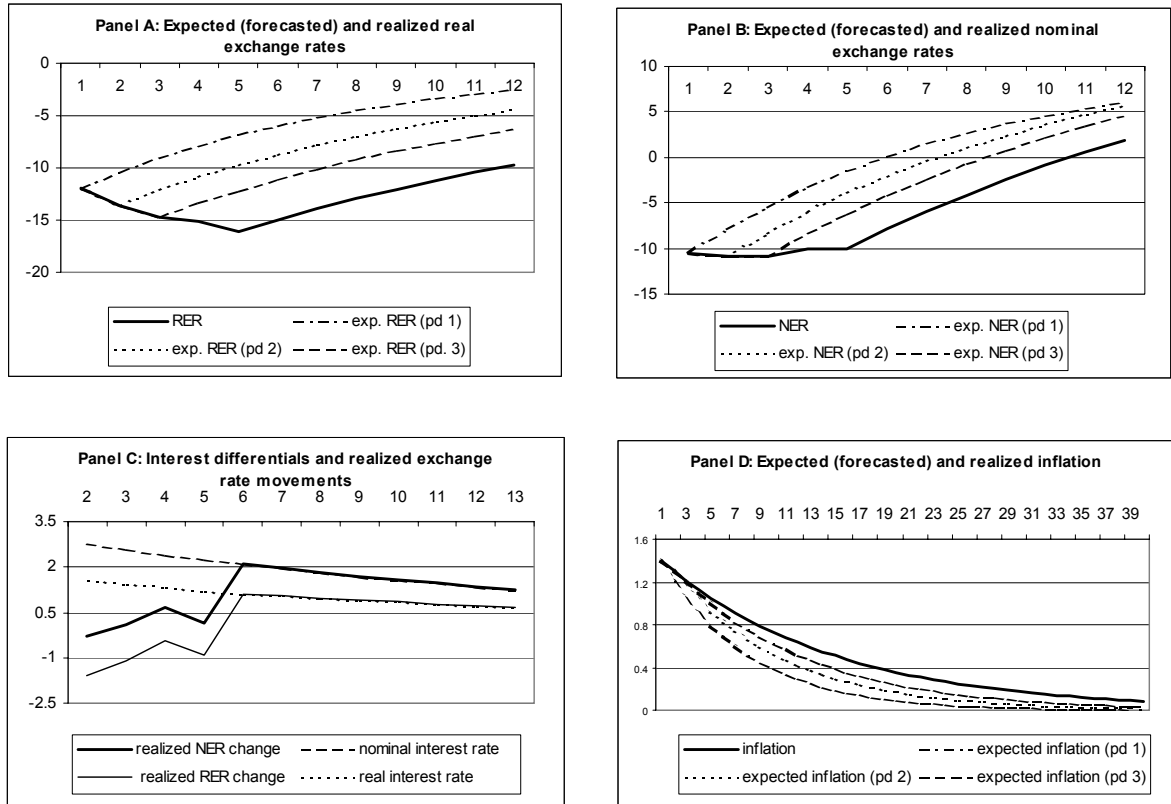 Panel A: Expected (forecasted) and realized real
exchange rates
0
1 2 3 4 5 6 7 8 9 10 11 12
-5
-10
-15
-20
RER
exp. RER (pd 1)
exp. RER (pd 2)
exp. RER (pd. 3)
Panel B: Expected (forecasted) and realized nominal
exchange rates
10
5
0
-5
-10
-15
1 2 3 4 5 6 7 8 9 10 11 12
NER
exp. NER (pd 1)
exp. NER (pd 2)
exp. NER (pd 3)
Panel C: Interest differentials and realized exchange
rate movements
2 3 4 5 6 7 8 9 10 11 12 13
3.5
2
0.5
-1
-2.5
realized NER change
nominal interest rate
realized RER change
real interest rate
Panel D: Expected (forecasted) and realized inflation
1 3 5 7 9 11 13 15 17 19 21 23 25 27 29 31 33 35 37 39
1.6
1.2
0.8
0.4
0
inflation
expected inflation (pd 1)
expected inflation (pd 2)
expected inflation (pd 3)